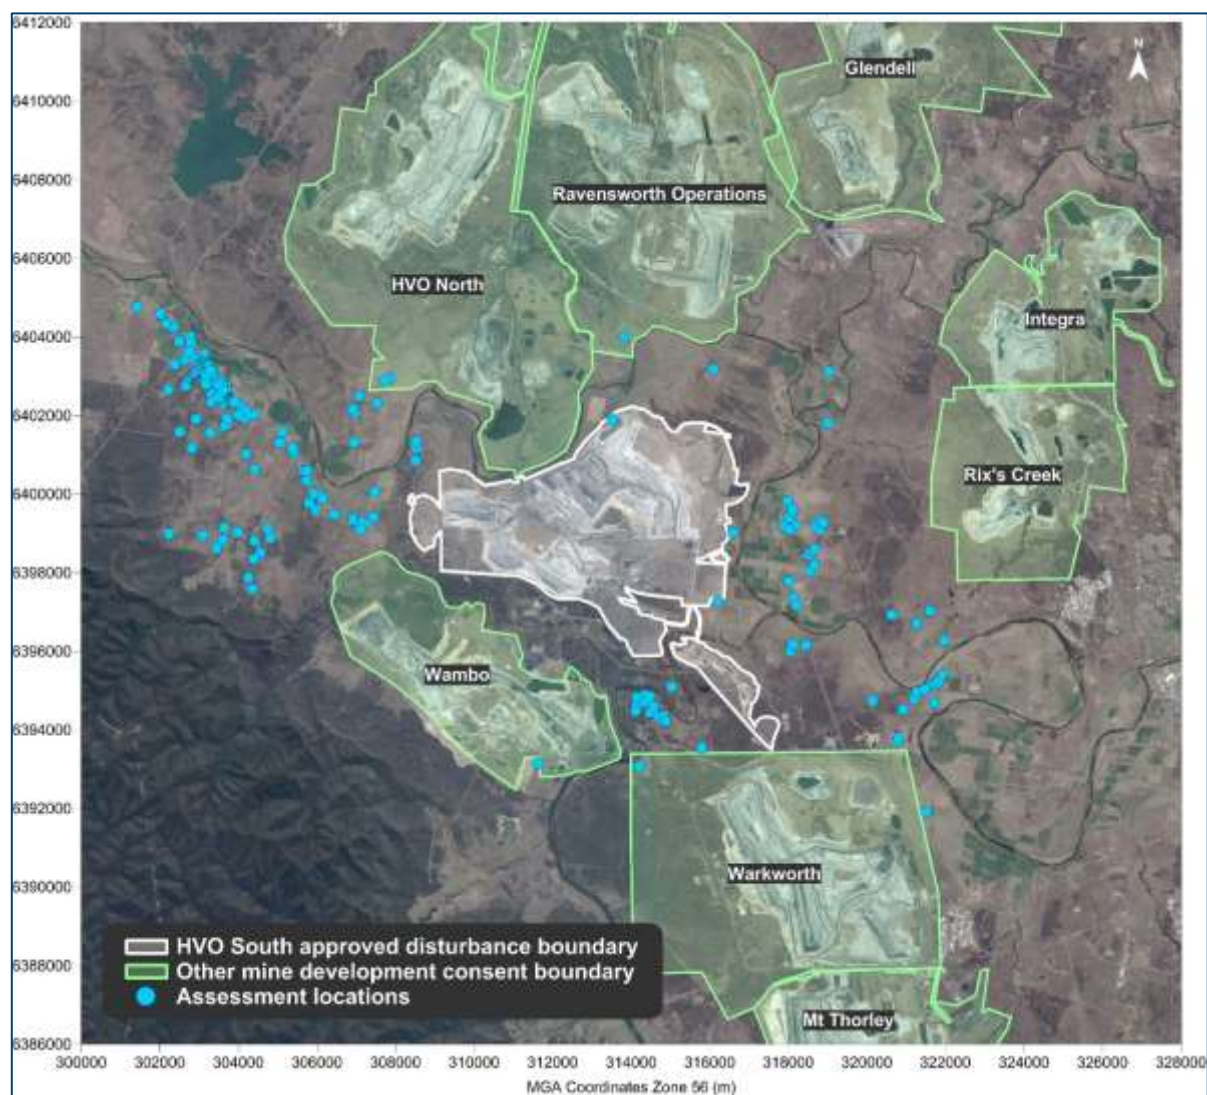 6412000
N
Glendell
6410000
6408000
Ravensworth Operations
6406000
HVO North
Integra
6404000
6402000
Rix's Creek
6400000
6398000
6396000
Wambo
6394000
6392000
Warkworth
6390000
HVO South approved disturbance boundary
6388000
Other mine development consent boundary
Assessment locations
Mt Thorley
6386000
300000 302000 304000 306000 308000 310000 312000 314000 316000 318000 320000 322000 324000 326000 328000
MGA Coordinates Zone 56 (m)